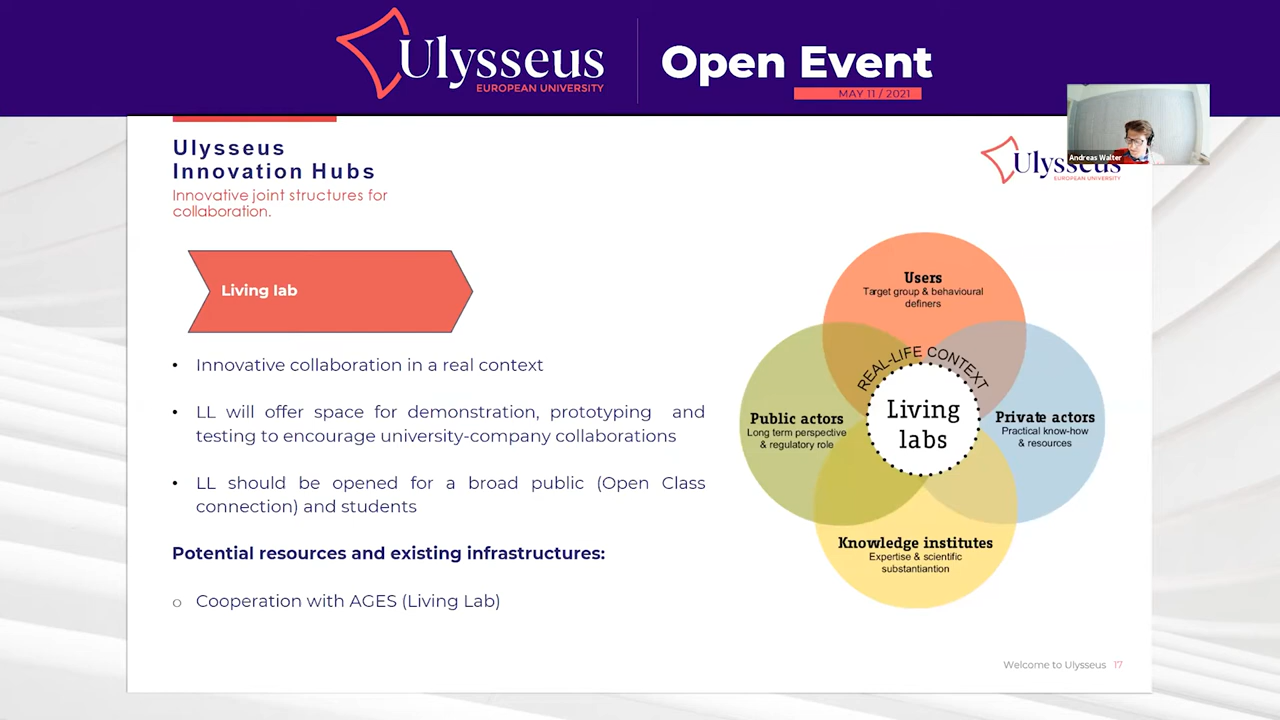 Ulysseus
EUROPEAN UNIVERSITY
Open Event
MAY 11 / 2021
Andreas Walter
Ulysseus
EUROPEAN UNIVERSITY
Ulysseus
Innovation Hubs
Innovative joint structures for
collaboration.
Living lab
• Innovative collaboration in a real context
• LL will offer space for demonstration, prototyping and
testing to encourage university-company collaborations
• LL should be opened for a broad public (Open Class
connection) and students
Potential resources and existing infrastructures:
o Cooperation with AGES (Living Lab)
Users
Target group & behavioural
definers
REAL-LIFE CONTEXT
Living
labs
Public actors
Long term perspective
& regulatory role
Private actors
Practical know-how
& resources
Knowledge institutes
Expertise & scientific
substantiantion
Welcome to Ulysseus 17